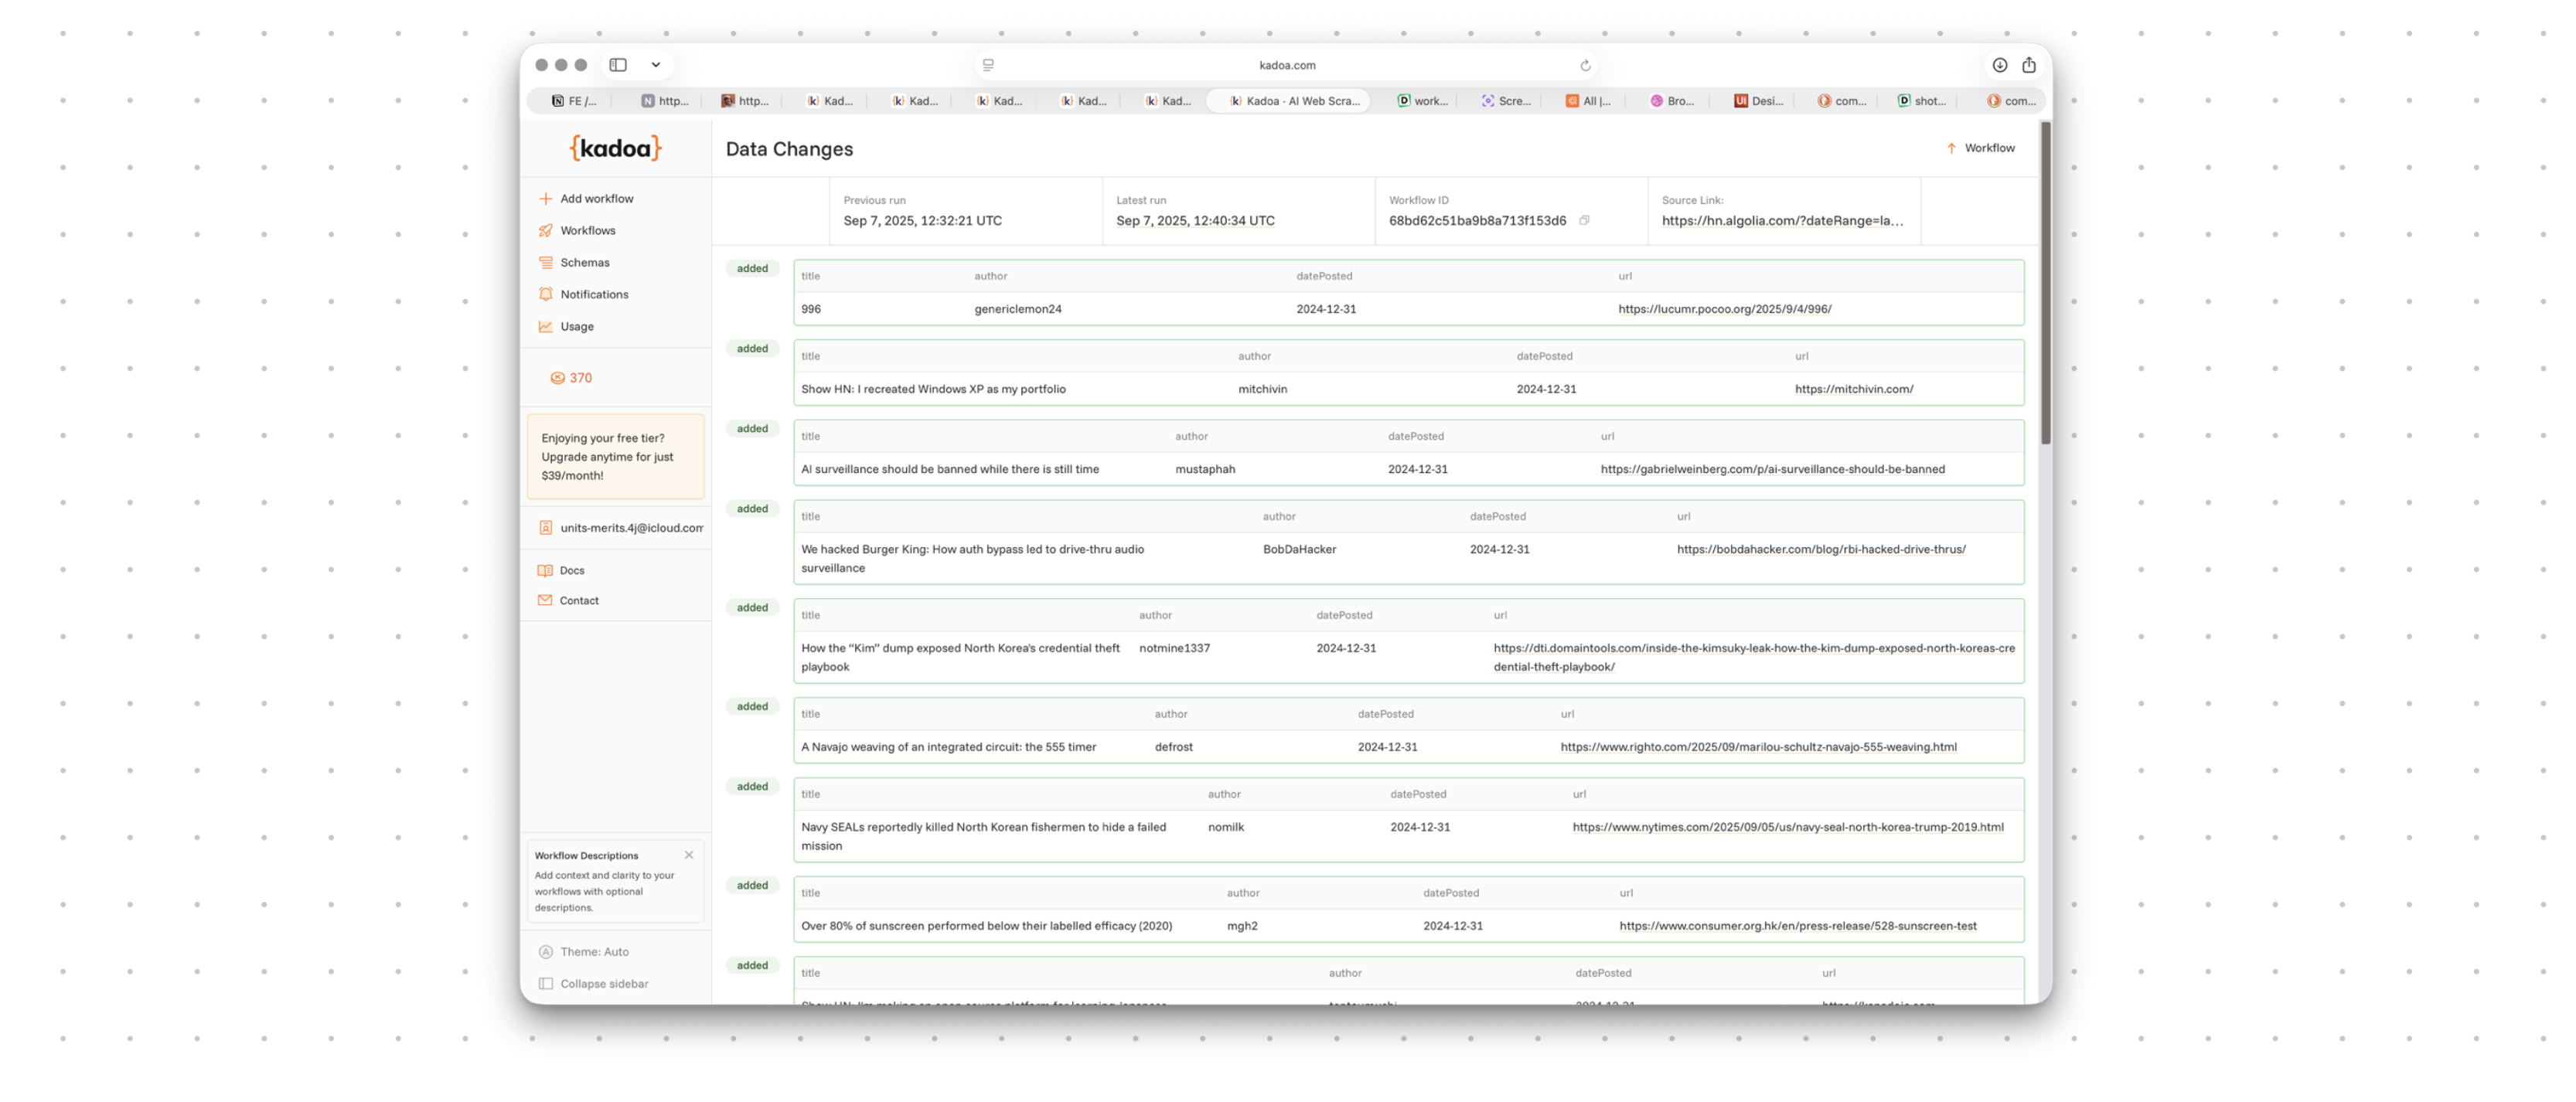 kadoa.com
FE /...
http...
http...
Kad...
Kad...
Kad...
Kad...
Kad...
Kadoa · AI Web Scra...
work...
Scre...
All |...
Bro...
Desi...
com...
shot...
com...
{kadoa}
Add workflow
Workflows
Schemas
Notifications
Usage
370
Enjoying your free tier?
Upgrade anytime for just
$39/month!
units-merits.4j@icloud.com
Docs
Contact
Workflow Descriptions
Add context and clarity to your
workflows with optional
descriptions.
Theme: Auto
Collapse sidebar
Data Changes
Workflow
Previous run
Sep 7, 2025, 12:32:21 UTC
Latest run
Sep 7, 2025, 12:40:34 UTC
Workflow ID
68bd62c51ba9b8a713f153d6
Source Link:
https://hn.algolia.com/?dateRange=la...
added
title author datePosted url
996 genericlemon24 2024-12-31 https://lucumr.pocoo.org/2025/9/4/996/
added
title author datePosted url
Show HN: I recreated Windows XP as my portfolio mitchivin 2024-12-31 https://mitchivin.com/
added
title author datePosted url
AI surveillance should be banned while there is still time mustaphah 2024-12-31 https://gabrielweinberg.com/p/ai-surveillance-should-be-banned
added
title author datePosted url
We hacked Burger King: How auth bypass led to drive-thru audio BobDaHacker 2024-12-31 https://bobdahacker.com/blog/rbi-hacked-drive-thrus/
surveillance
added
title author datePosted url
How the “Kim” dump exposed North Korea's credential theft notmine1337 2024-12-31 https://dti.domaintools.com/inside-the-kimsuky-leak-how-the-kim-dump-exposed-north-koreas-cre
playbook dential-theft-playbook/
added
title author datePosted url
A Navajo weaving of an integrated circuit: the 555 timer defrost 2024-12-31 https://www.righto.com/2025/09/marilou-schultz-navajo-555-weaving.html
added
title author datePosted url
Navy SEALs reportedly killed North Korean fishermen to hide a failed nomilk 2024-12-31 https://www.nytimes.com/2025/09/05/us/navy-seal-north-korea-trump-2019.html
mission
added
title author datePosted url
Over 80% of sunscreen performed below their labelled efficacy (2020) mgh2 2024-12-31 https://www.consumer.org.hk/en/press-release/528-sunscreen-test
added
title author datePosted url
Show HN: I'm making an open-source platform for learning Japanese 2024-12-31